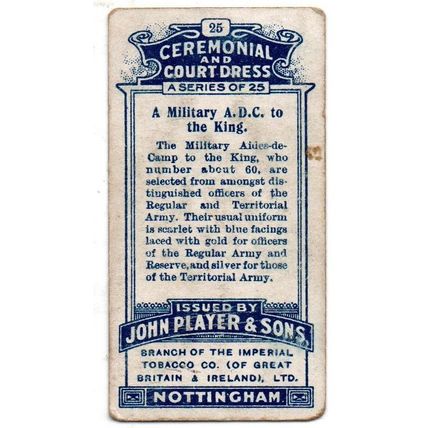 25
CEREMONIAL
AND
COURT DRESS
A SERIES OF 25
A Military A.D.C. to
the King.
The Military Aides-de-
Camp to the King, who
number about 60, are
selected from amongst dis-
tinguished officers of the
Regular and Territorial
Army. Their usual uniform
is scarlet with blue facings
laced with gold for officers
of the Regular Army and
Reserve, and silver for those
of the Territorial Army.
ISSUED BY
JOHN PLAYER & SONS,
BRANCH OF THE IMPERIAL
TOBACCO CO. (OF GREAT
BRITAIN & IRELAND), LTD.
NOTTINGHAM.